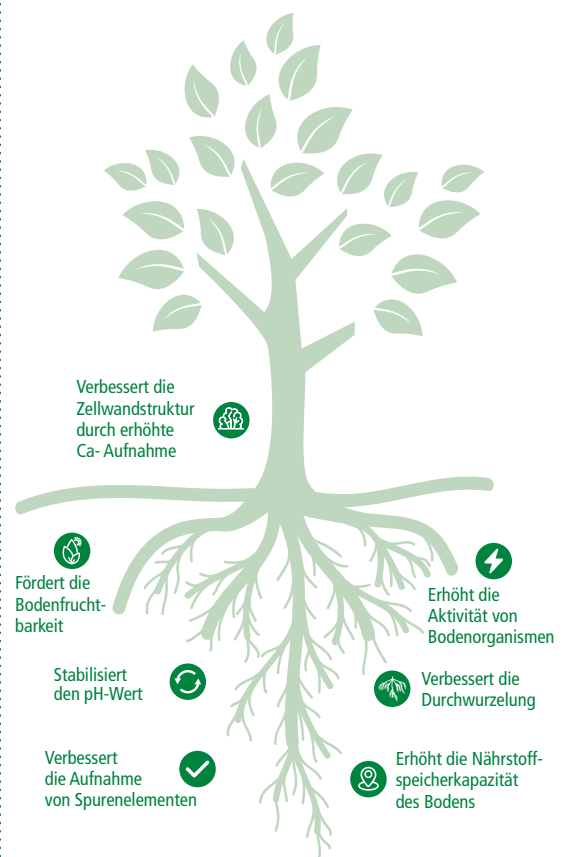 Verbessert die
Zellwandstruktur
durch erhöhte
Ca- Aufnahme
Fördert die
Bodenfrucht-
barkeit
Erhöht die
Aktivität von
Bodenorganismen
Stabilisiert
den pH-Wert
Verbessert die
Durchwurzelung
Verbessert
die Aufnahme
von Spurenelementen
Erhöht die Nährstoff-
speicherkapazität
des Bodens